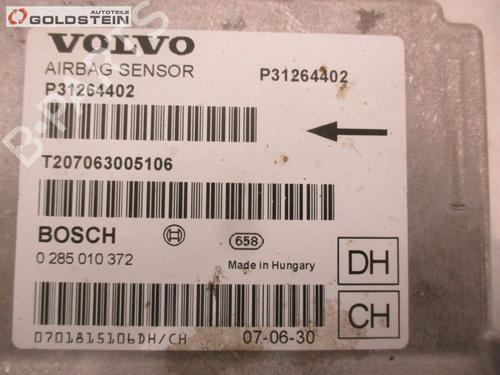 GOLDSTEIN
VOLVO
AIRBAG SENSOR P31264402
P31264402
T207063005106
BOSCH 658
0 285 010 372 Made in Hungary
DH
CH
0701815106DH/CH 07-06-30
B-PARTS